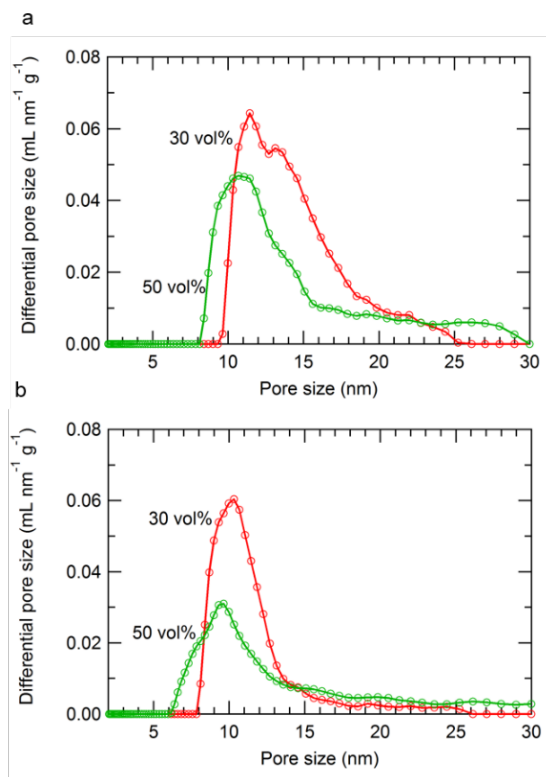 a
Differential pore size (mL nm⁻¹ g⁻¹)
0.08
0.06
0.04
0.02
0.00
30 vol%
50 vol%
5 10 15 20 25 30
Pore size (nm)
b
Differential pore size (mL nm⁻¹ g⁻¹)
0.08
0.06
0.04
0.02
0.00
30 vol%
50 vol%
5 10 15 20 25 30
Pore size (nm)